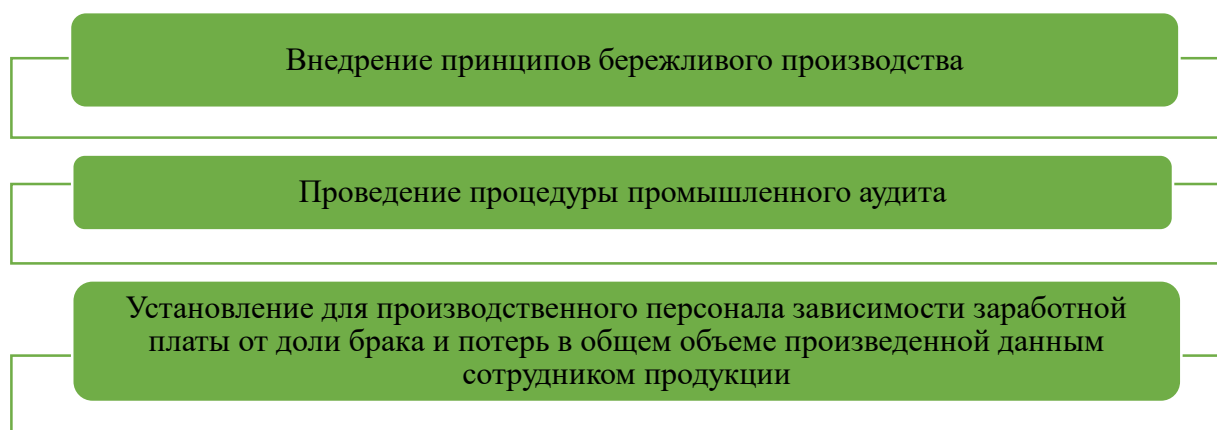 Внедрение принципов бережливого производства
Проведение процедуры промышленного аудита
Установление для производственного персонала зависимости заработной
платы от доли брака и потерь в общем объеме произведенной данным
сотрудником продукции